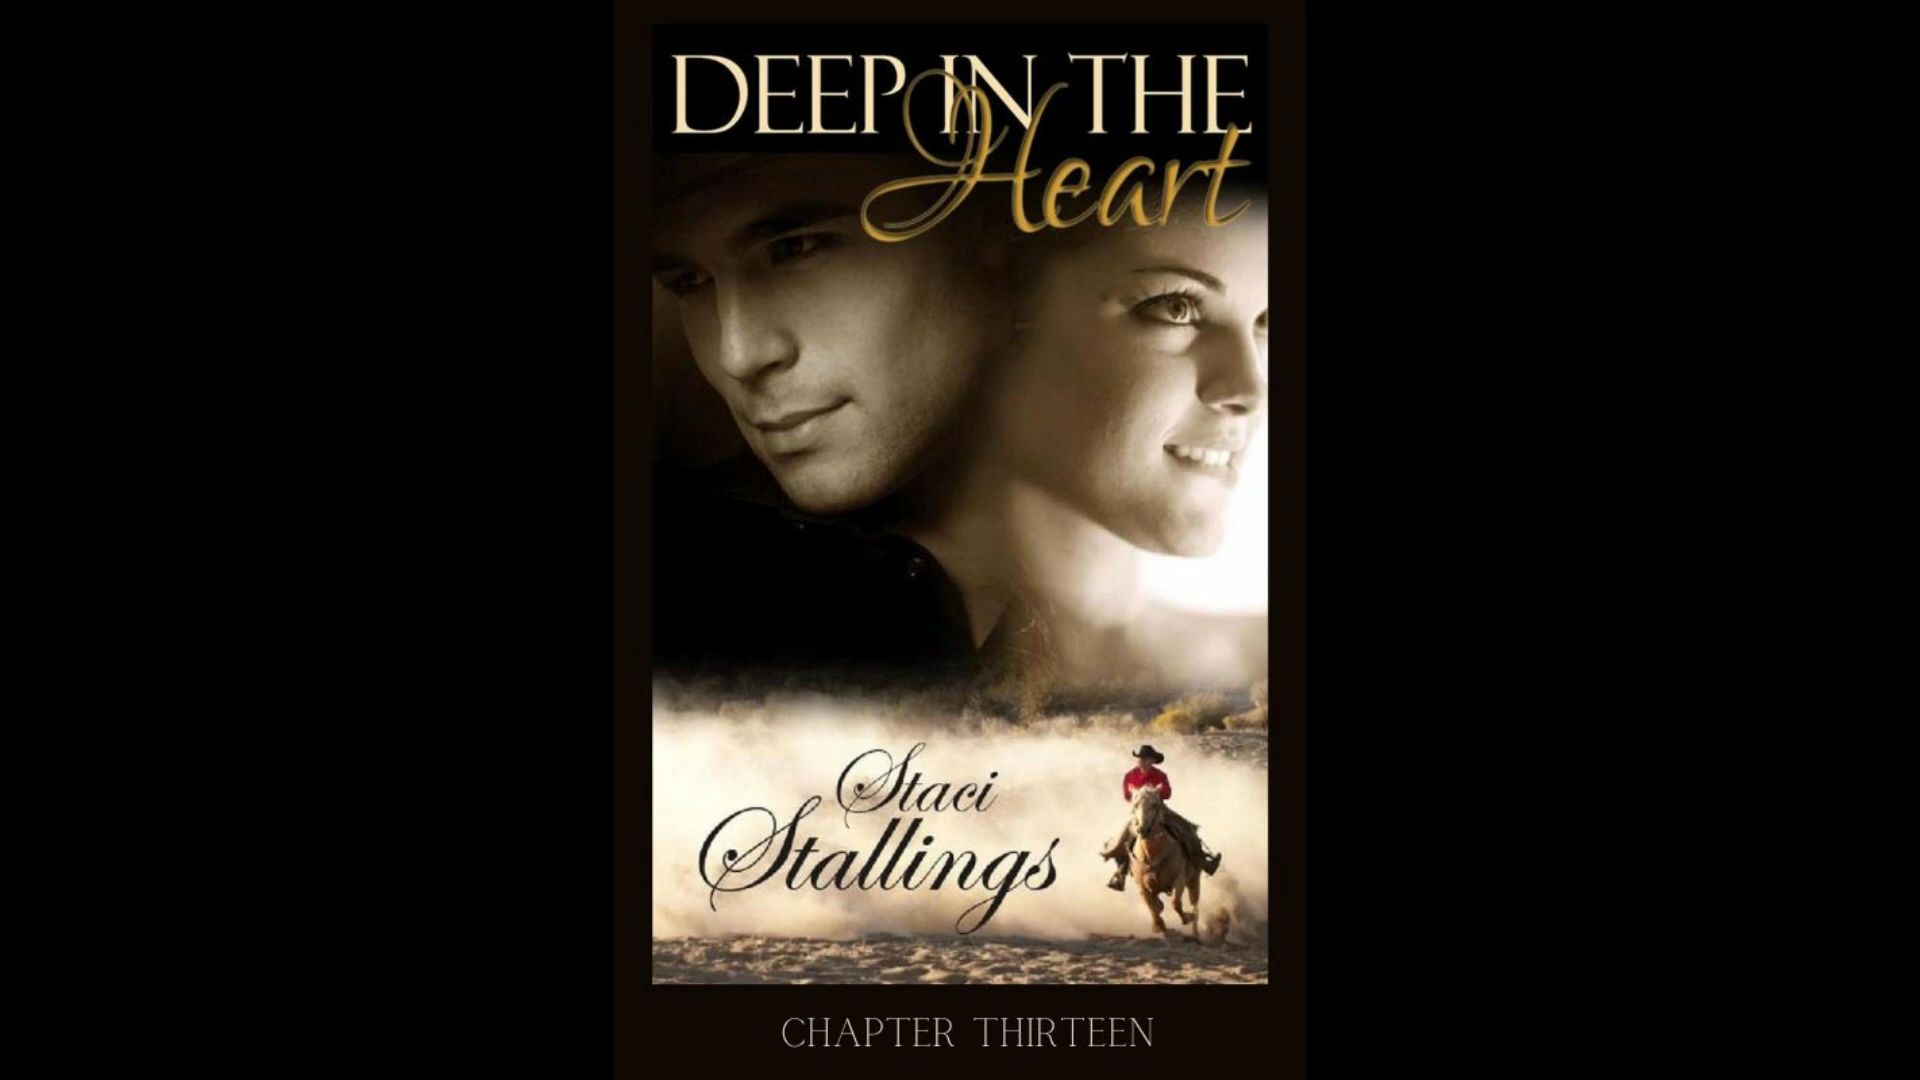 DEEP IN THE
Heart
Staci
Stallings
CHAPTER THIRTEEN